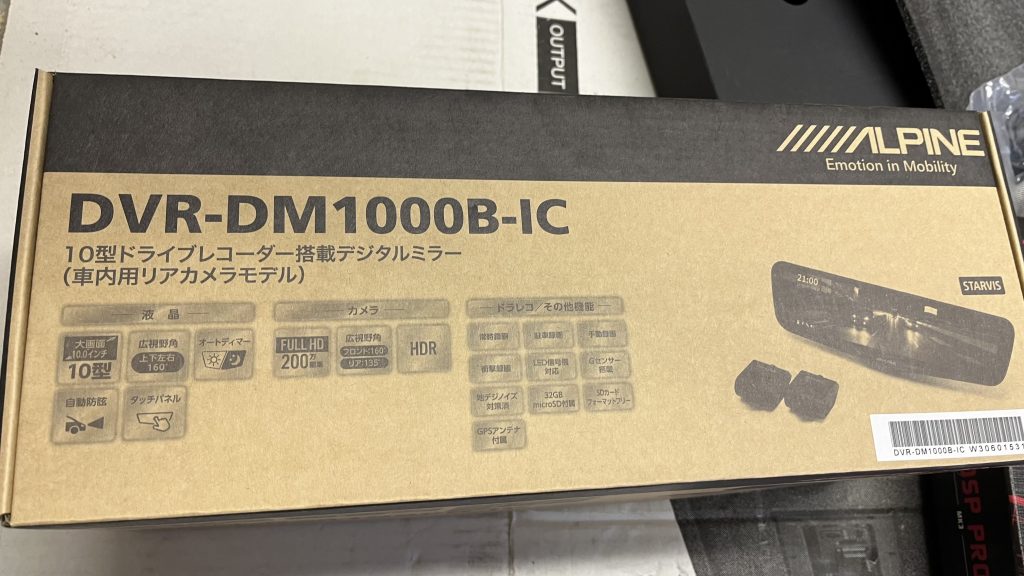 OUTPUT
ALPINE
Emotion in Mobility
DVR-DM1000B-IC
10型ドライブレコーダー搭載デジタルミラー
(車内用リアカメラモデル)
液晶
大画面
10.0インチ
10型
広視野角
上下左右
160°
オートディマー
自動防眩
タッチパネル
カメラ
FULL HD
200万画素
広視野角
フロント:160°
リア:135°
HDR
ドラレコ/その他機能
常時録画
駐車録画
手動録画
衝撃録画
LED信号機
対応
Gセンサー
搭載
地デジノイズ
対策済
32GB
microSD付属
SDカード
フォーマットフリー
GPSアンテナ
付属
21:00
STARVIS
DVR-DM1000B-IC W30601531
DSP PRO
MK3